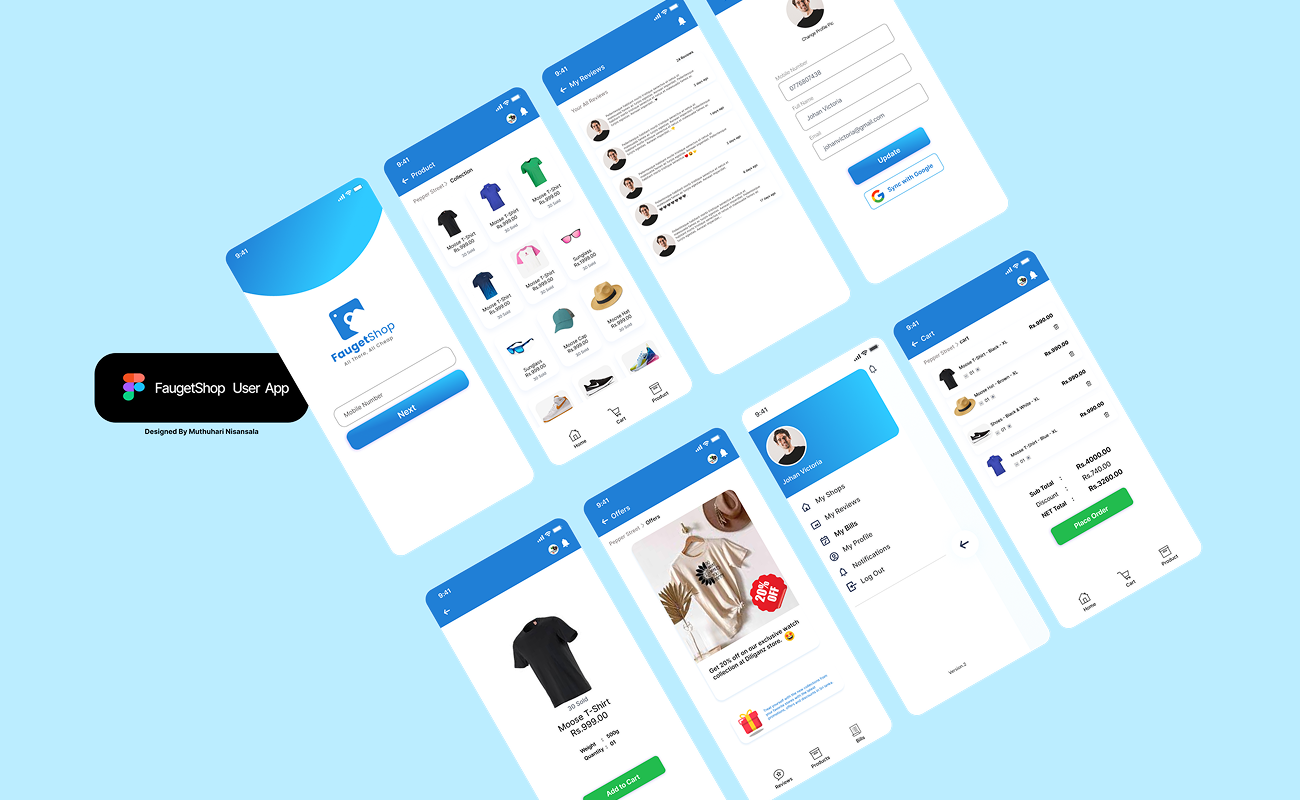 FaugetShop User App
Designed By Muthuhari Nisansala
9:41
FaugetShop
All There, All Cheap
Mobile Number
Next
9:41
Product
Pepper Street > Collection
Moose T-Shirt
Rs.999.00
30 Sold
Moose T-Shirt
Rs.999.00
30 Sold
Moose T-Shirt
Rs.999.00
30 Sold
Moose T-Shirt
Rs.999.00
30 Sold
Moose T-Shirt
Rs.999.00
30 Sold
Sunglass
Rs1999.00
30 Sold
Sunglass
Rs.999.00
30 Sold
Moose Cap
Rs.999.00
30 Sold
Moose Hat
Rs.999.00
30 Sold
Home
Cart
Product
9:41
My Reviews
24 Reviews
Your All Reviews
Change Profile Pic
Mobile Number
0776807438
Full Name
Johan Victoria
Email
johanvictoria@gmail.com
Update
Sync with Google
9:41
30 Sold
Moose T-Shirt
Rs.999.00
Weight : 500g
Quantity : 01
Add to Cart
9:41
Offers
Pepper Street > Offers
20%
OFF
Get 20% off on our exclusive watch
collection at Diliganz store.
Reviews
Products
Bills
9:41
Johan Victoria
My Shops
My Reviews
My Bills
My Profile
Notifications
Log Out
Version.2
9:41
Cart
Pepper Street > cart
Moose T-Shirt - Black - XL
01
Rs.990.00
Moose Hat - Brown - XL
01
Rs.990.00
Shoes - Black & White - XL
01
Rs.990.00
Moose T-Shirt - Blue - XL
01
Rs.990.00
Sub Total : Rs.4000.00
Discount : Rs.740.00
NET Total : Rs.3260.00
Place Order
Home
Cart
Product